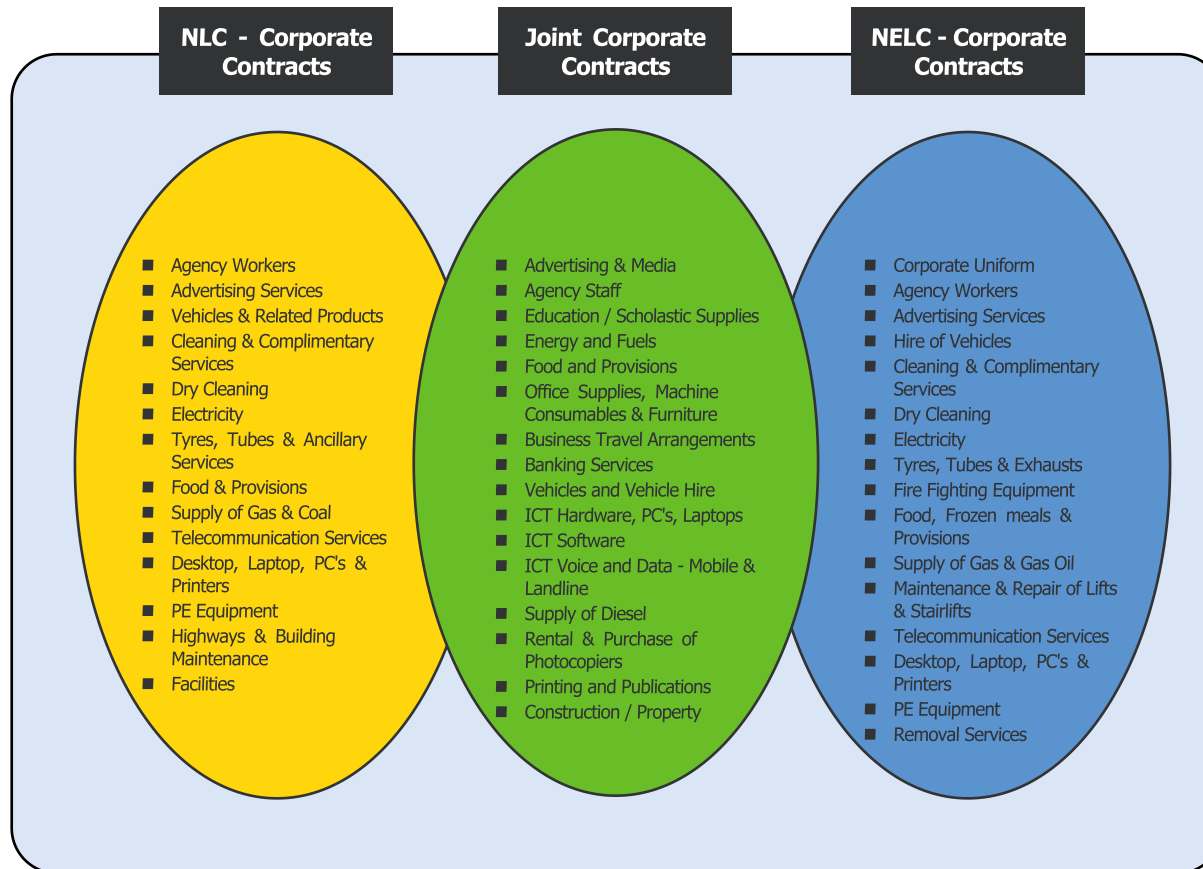 NLC - Corporate
Contracts
Agency Workers
Advertising Services
Vehicles & Related Products
Cleaning & Complimentary
Services
Dry Cleaning
Electricity
Tyres, Tubes & Ancillary
Services
Food & Provisions
Supply of Gas & Coal
Telecommunication Services
Desktop, Laptop, PC's &
Printers
PE Equipment
Highways & Building
Maintenance
Facilities
Joint Corporate
Contracts
Advertising & Media
Agency Staff
Education / Scholastic Supplies
Energy and Fuels
Food and Provisions
Office Supplies, Machine
Consumables & Furniture
Business Travel Arrangements
Banking Services
Vehicles and Vehicle Hire
ICT Hardware, PC's, Laptops
ICT Software
ICT Voice and Data - Mobile &
Landline
Supply of Diesel
Rental & Purchase of
Photocopiers
Printing and Publications
Construction / Property
NELC - Corporate
Contracts
Corporate Uniform
Agency Workers
Advertising Services
Hire of Vehicles
Cleaning & Complimentary
Services
Dry Cleaning
Electricity
Tyres, Tubes & Exhausts
Fire Fighting Equipment
Food, Frozen meals &
Provisions
Supply of Gas & Gas Oil
Maintenance & Repair of Lifts
& Stairlifts
Telecommunication Services
Desktop, Laptop, PC's &
Printers
PE Equipment
Removal Services